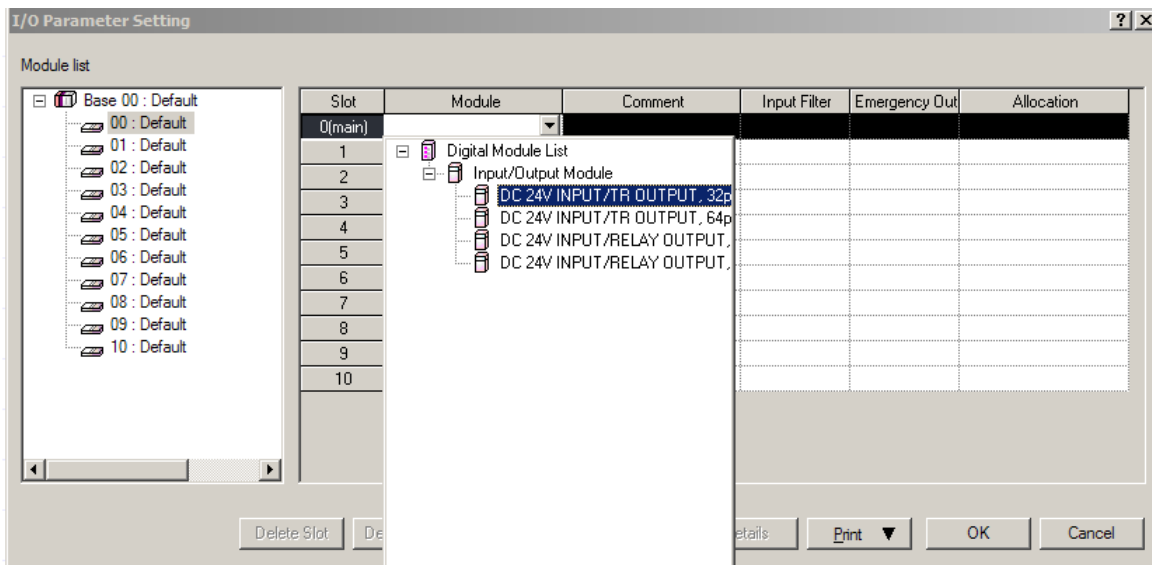 I/O Parameter Setting
Module list
Base 00 : Default
00 : Default
01 : Default
02 : Default
03 : Default
04 : Default
05 : Default
06 : Default
07 : Default
08 : Default
09 : Default
10 : Default
Slot Module Comment Input Filter Emergency Out Allocation
0(main)
1
2
3
4
5
6
7
8
9
10
Digital Module List
Input/Output Module
DC 24V INPUT/TR OUTPUT, 32p
DC 24V INPUT/TR OUTPUT, 64p
DC 24V INPUT/RELAY OUTPUT,
DC 24V INPUT/RELAY OUTPUT,
Delete Slot De etails Print ▼ OK Cancel